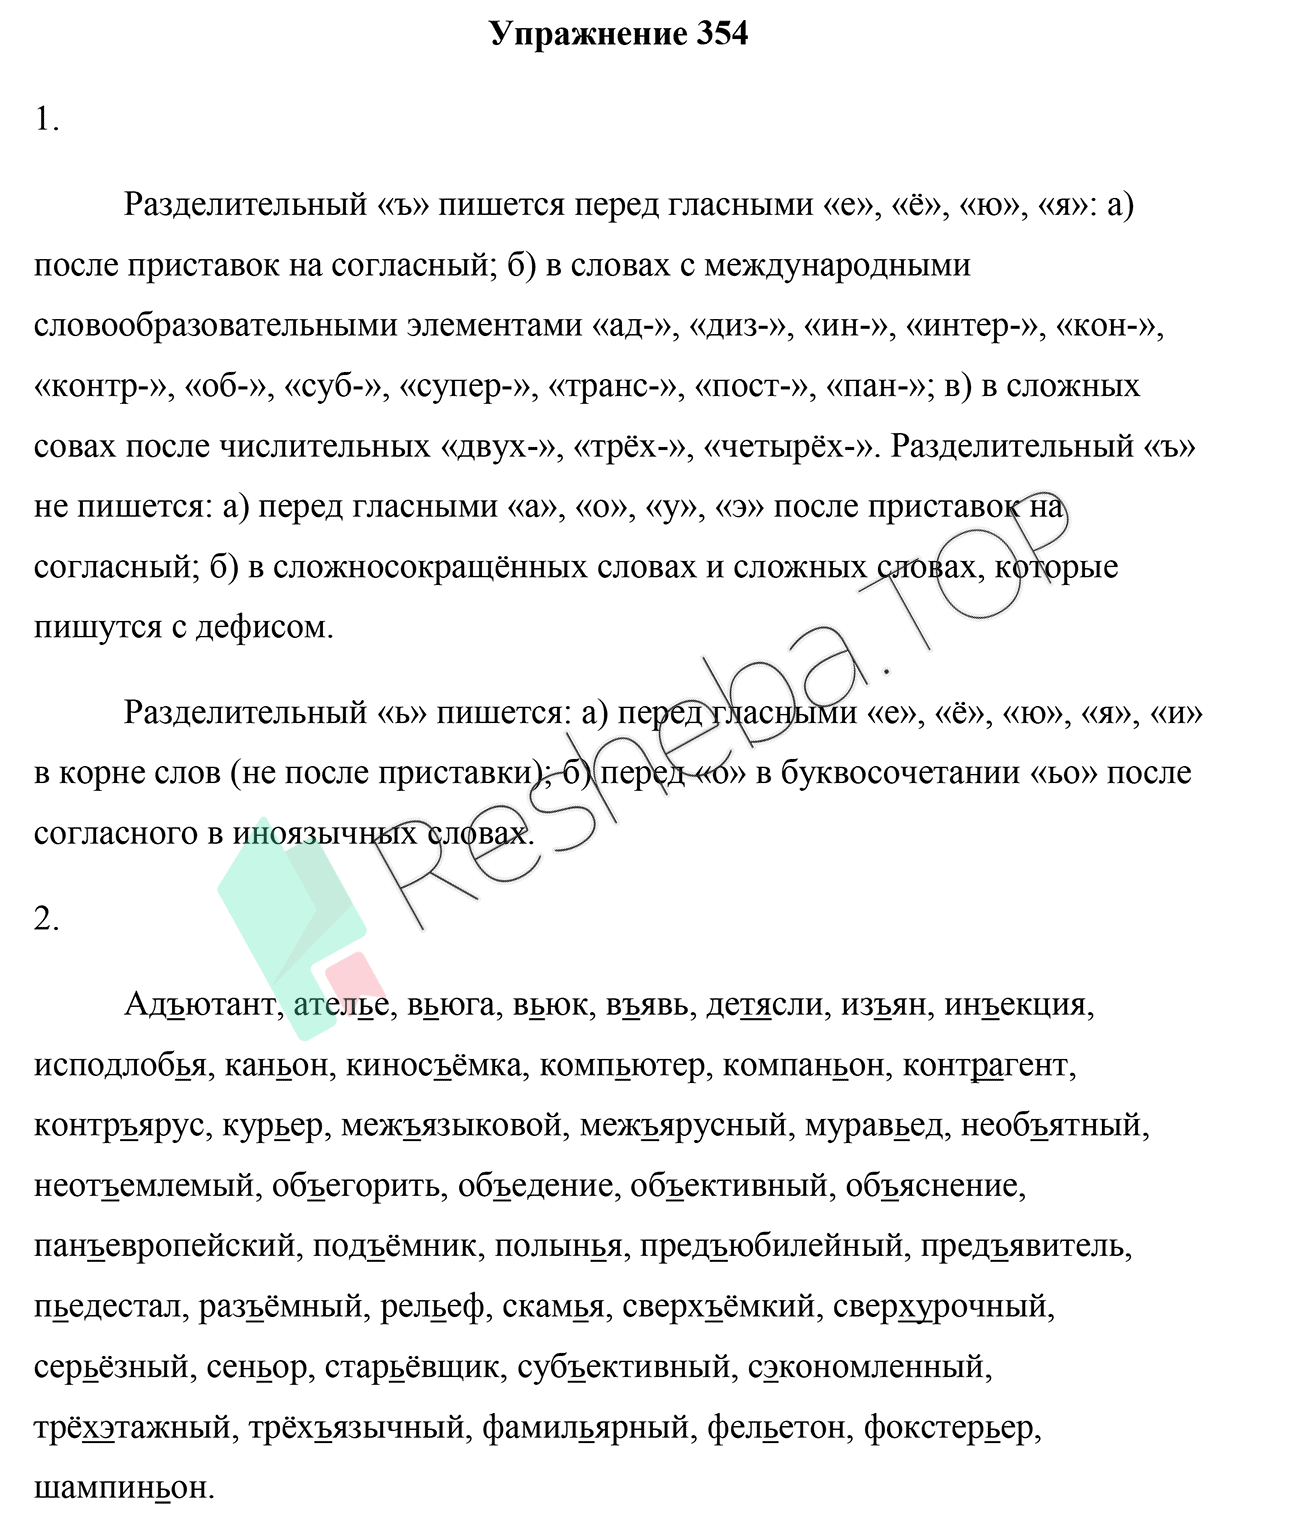 Упражнение 354
1.
Разделительный «ъ» пишется перед гласными «е», «ё», «ю», «я»: а)
после приставок на согласный; б) в словах с международными
словообразовательными элементами «ад-», «диз-», «ин-», «интер-», «кон-»,
«контр-», «об-», «суб-», «супер-», «транс-», «пост-», «пан-»; в) в сложных
совах после числительных «двух-», «трёх-», «четырёх-». Разделительный «ъ»
не пишется: а) перед гласными «а», «о», «у», «э» после приставок на
согласный; б) в сложносокращённых словах и сложных словах, которые
пишутся с дефисом.
Разделительный «ь» пишется: а) перед гласными «е», «ё», «ю», «я», «и»
в корне слов (не после приставки); б) перед «о» в буквосочетании «ьо» после
согласного в иноязычных словах.
Resheba.TOP
2.
Адъютант, ателье, вьюга, вьюк, въявь, детясли, изъян, инъекция,
исподлобья, каньон, киносъёмка, компьютер, компаньон, контрагент,
контръярус, курьер, межъязыковой, межъярусный, муравьед, необъятный,
неотъемлемый, объегорить, объедение, объективный, объяснение,
панъевропейский, подъёмник, полынья, предъюбилейный, предъявитель,
пьедестал, разъёмный, рельеф, скамья, сверхъёмкий, сверхурочный,
серьёзный, сеньор, старьёвщик, субъективный, сэкономленный,
трёхэтажный, трёхъязычный, фамильярный, фельетон, фокстерьер,
шампиньон.